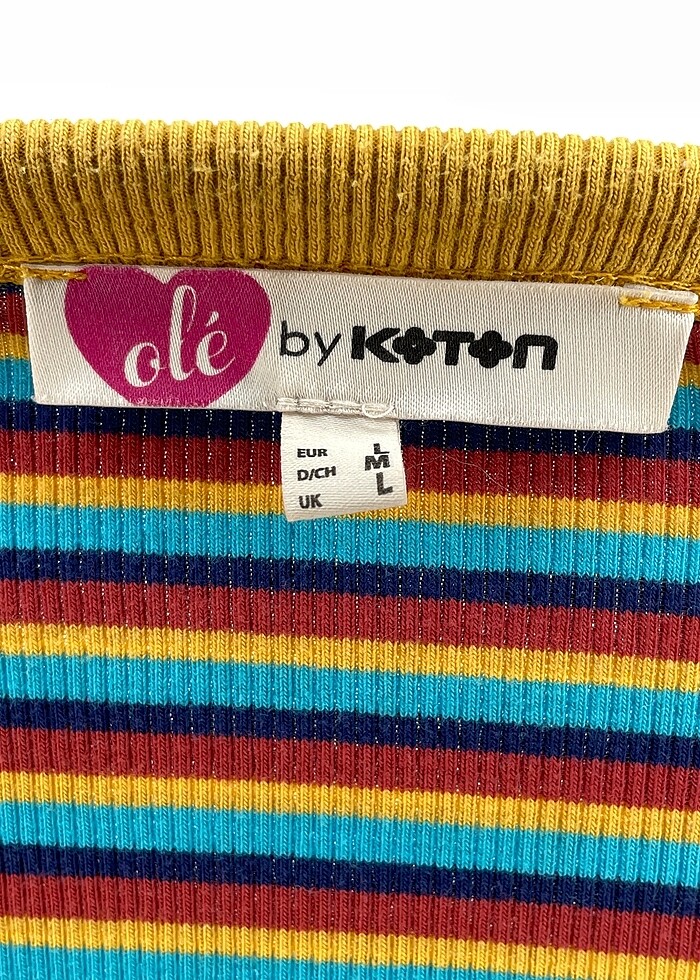 olé by KOTON
EUR L
D/CH M
UK L